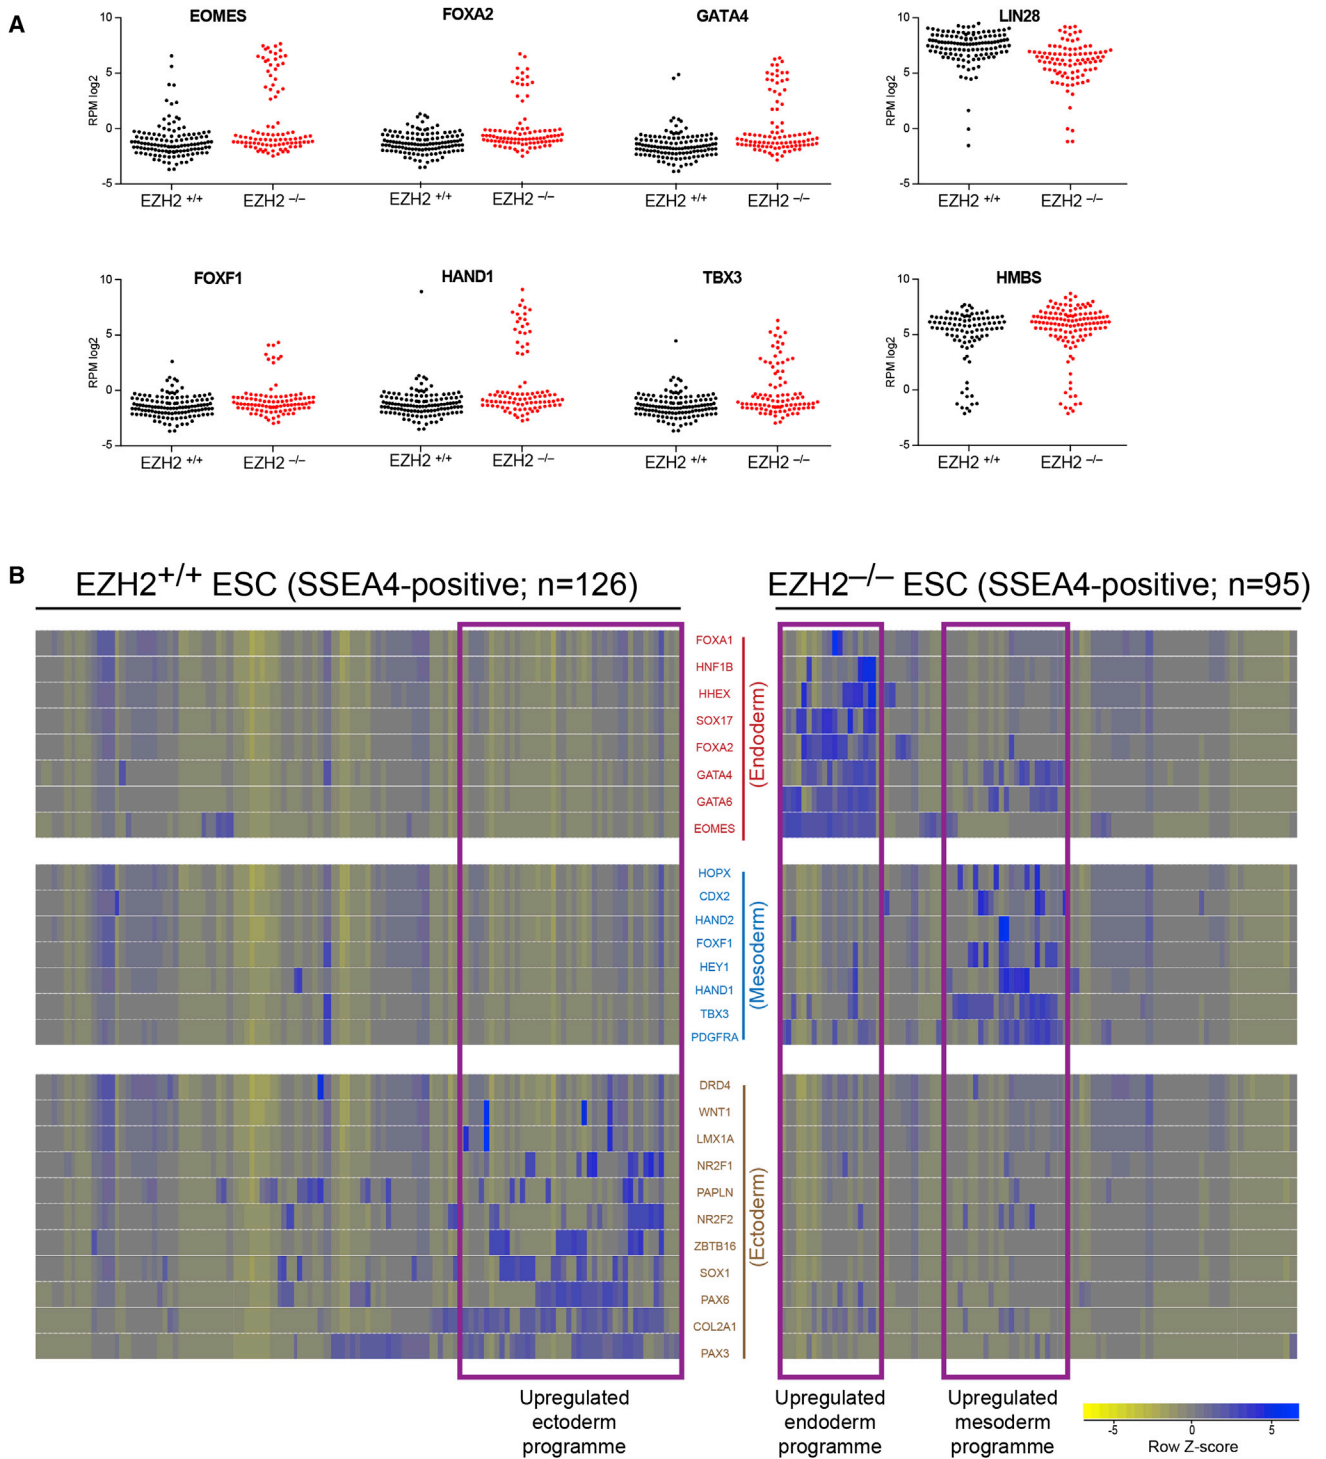 A
EOMES
FOXA2
GATA4
LIN28
RPM log2
10
5
0
-5
RPM log2
10
5
0
-5
EZH2 +/+
EZH2 –/–
EZH2 +/+
EZH2 –/–
EZH2 +/+
EZH2 –/–
EZH2 +/+
EZH2 –/–
FOXF1
HAND1
TBX3
HMBS
RPM log2
10
5
0
-5
RPM log2
10
5
0
-5
EZH2 +/+
EZH2 –/–
EZH2 +/+
EZH2 –/–
EZH2 +/+
EZH2 –/–
EZH2 +/+
EZH2 –/–
B
EZH2+/+ ESC (SSEA4-positive; n=126)
EZH2–/– ESC (SSEA4-positive; n=95)
FOXA1
HNF1B
HHEX
SOX17
FOXA2
GATA4
GATA6
EOMES
(Endoderm)
HOPX
CDX2
HAND2
FOXF1
HEY1
HAND1
TBX3
PDGFRA
(Mesoderm)
DRD4
WNT1
LMX1A
NR2F1
PAPLN
NR2F2
ZBTB16
SOX1
PAX6
COL2A1
PAX3
(Ectoderm)
Upregulated
ectoderm
programme
Upregulated
endoderm
programme
Upregulated
mesoderm
programme
-5
0
5
Row Z-score